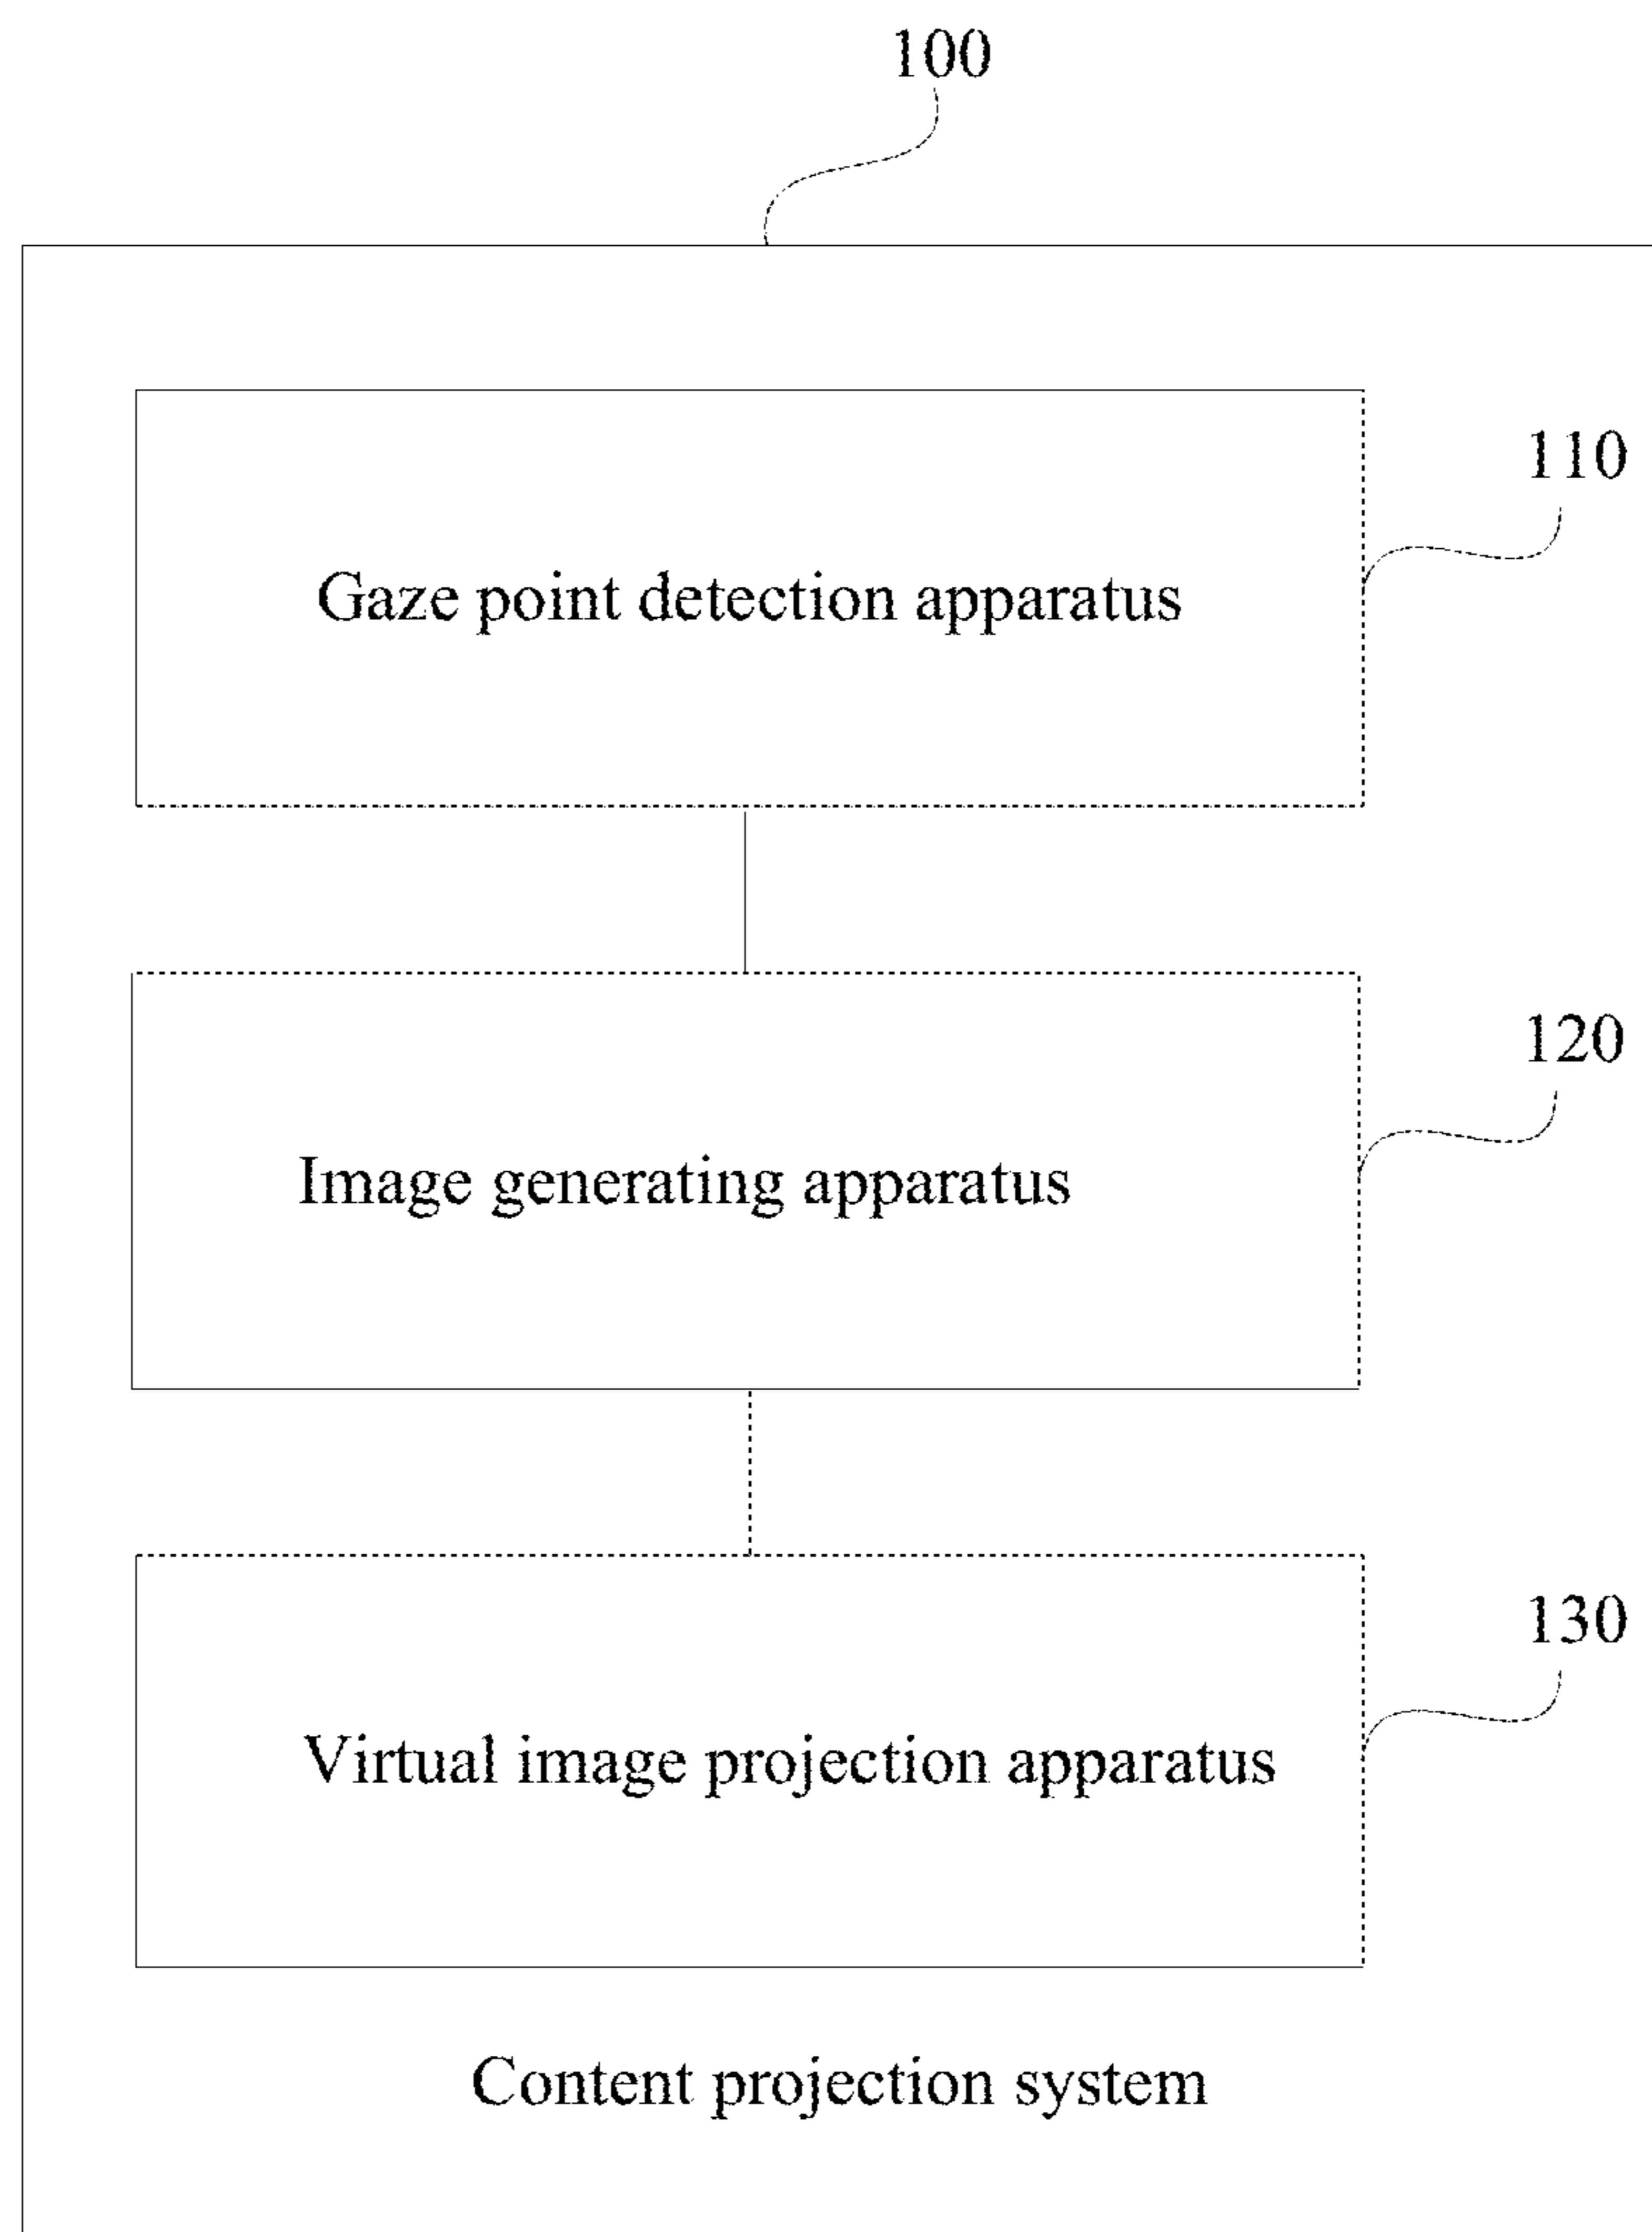 100
110
Gaze point detection apparatus
120
Image generating apparatus
130
Virtual image projection apparatus
Content projection system